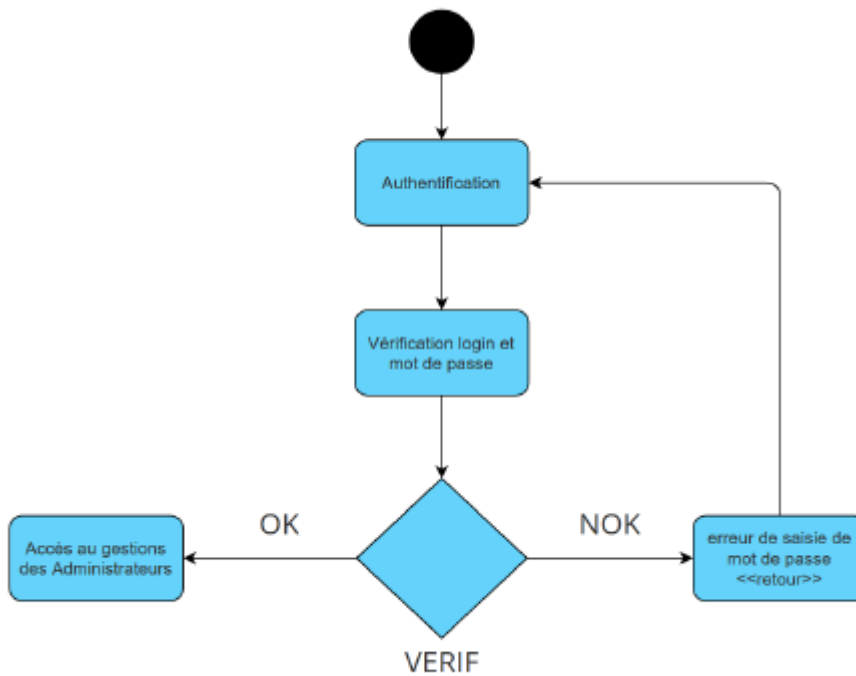 Authentification
Vérification login et
mot de passe
OK
NOK
Accès au gestions
des Administrateurs
erreur de saisie de
mot de passe
<<retour>>
VERIF